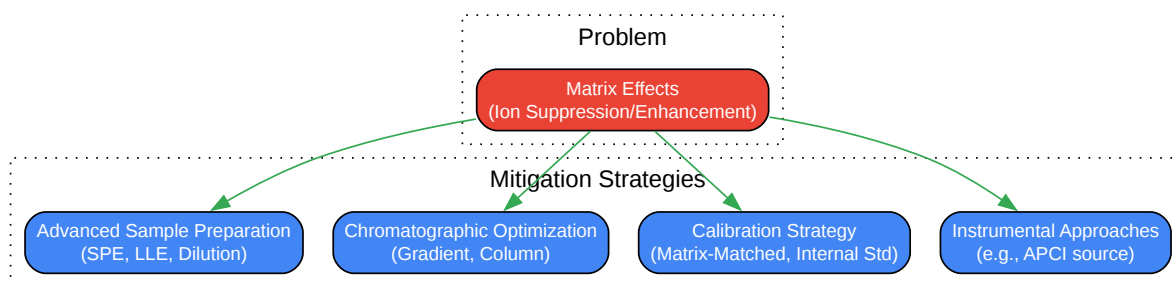 Problem
Matrix Effects
(Ion Suppression/Enhancement)
Mitigation Strategies
Advanced Sample Preparation
(SPE, LLE, Dilution)
Chromatographic Optimization
(Gradient, Column)
Calibration Strategy
(Matrix-Matched, Internal Std)
Instrumental Approaches
(e.g., APCI source)